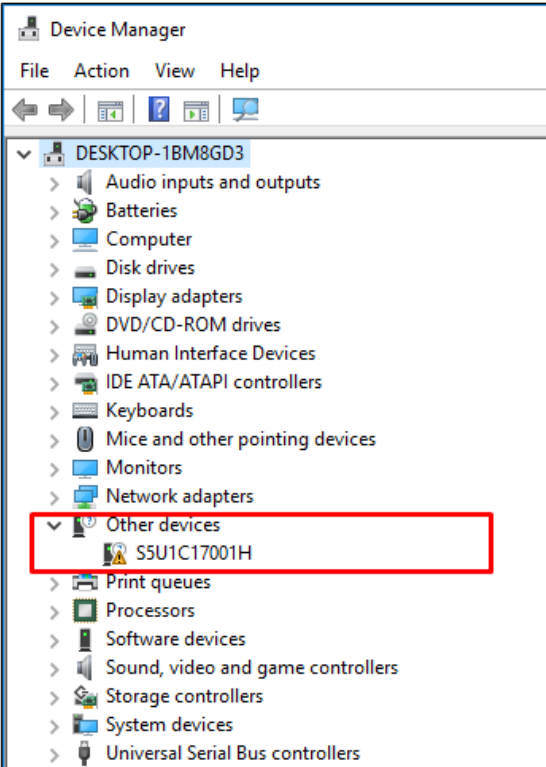 Device Manager
File Action View Help
DESKTOP-1BM8GD3
Audio inputs and outputs
Batteries
Computer
Disk drives
Display adapters
DVD/CD-ROM drives
Human Interface Devices
IDE ATA/ATAPI controllers
Keyboards
Mice and other pointing devices
Monitors
Network adapters
Other devices
S5U1C17001H
Print queues
Processors
Software devices
Sound, video and game controllers
Storage controllers
System devices
Universal Serial Bus controllers